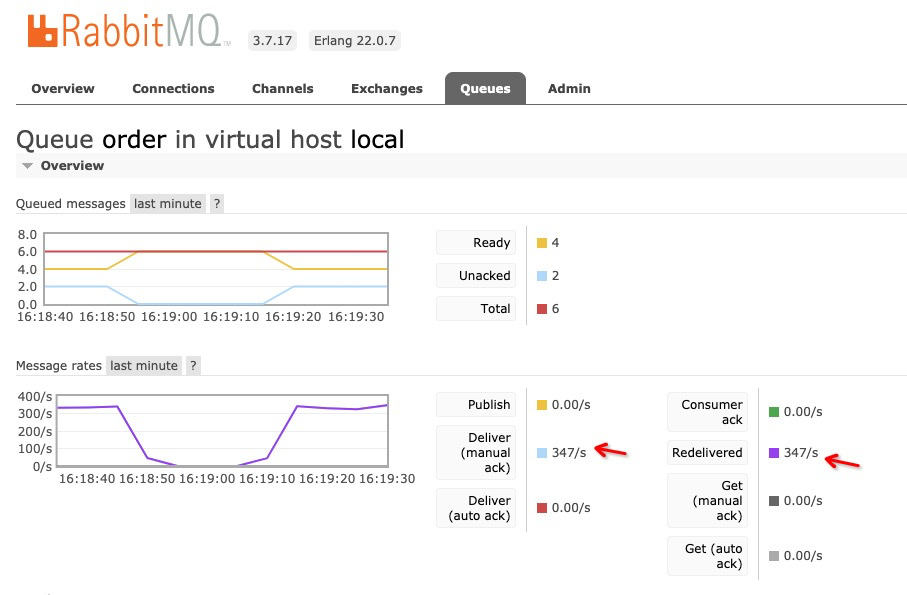 RabbitMQ TM 3.7.17 Erlang 22.0.7
Overview Connections Channels Exchanges Queues Admin
Queue order in virtual host local
Overview
Queued messages last minute ?
8.0
6.0
4.0
2.0
0.0
16:18:40 16:18:50 16:19:00 16:19:10 16:19:20 16:19:30
Ready 4
Unacked 2
Total 6
Message rates last minute ?
400/s
300/s
200/s
100/s
0/s
16:18:40 16:18:50 16:19:00 16:19:10 16:19:20 16:19:30
Publish 0.00/s
Deliver
(manual 347/s
ack)
Deliver
(auto ack) 0.00/s
Consumer
ack 0.00/s
Redelivered 347/s
Get
(manual 0.00/s
ack)
Get (auto
ack) 0.00/s